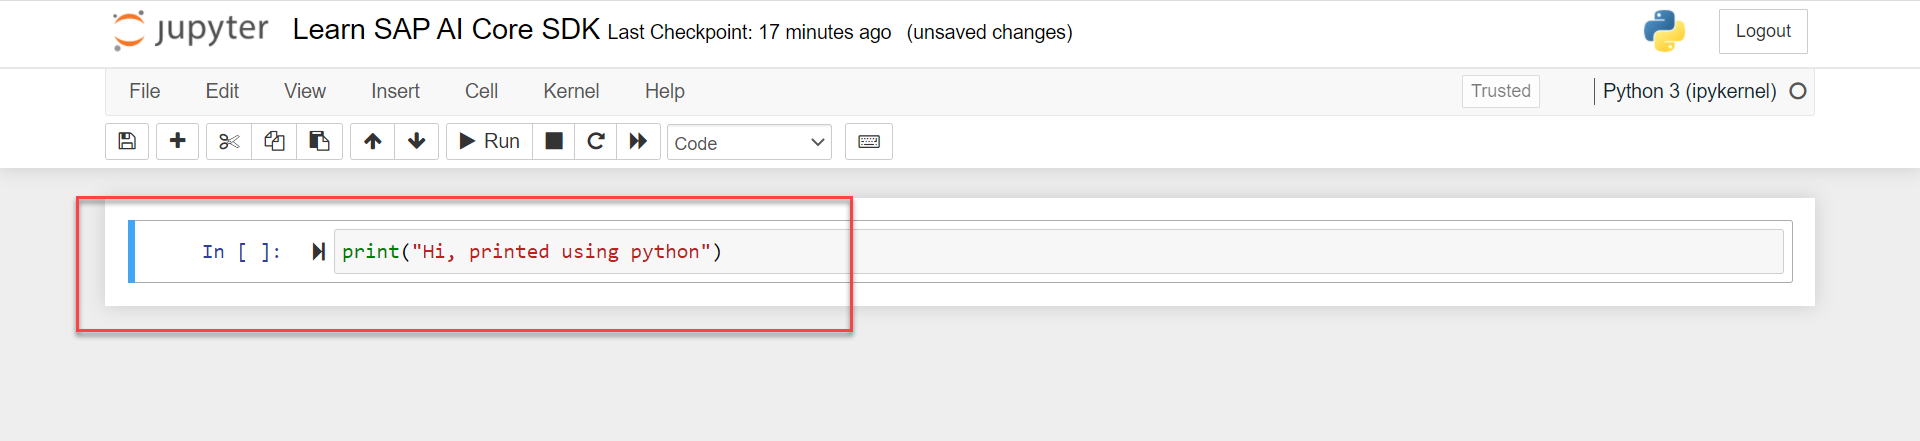 jupyter Learn SAP AI Core SDK Last Checkpoint: 17 minutes ago (unsaved changes) Logout
File Edit View Insert Cell Kernel Help Trusted Python 3 (ipykernel)
Run Code
In [ ]: print("Hi, printed using python")